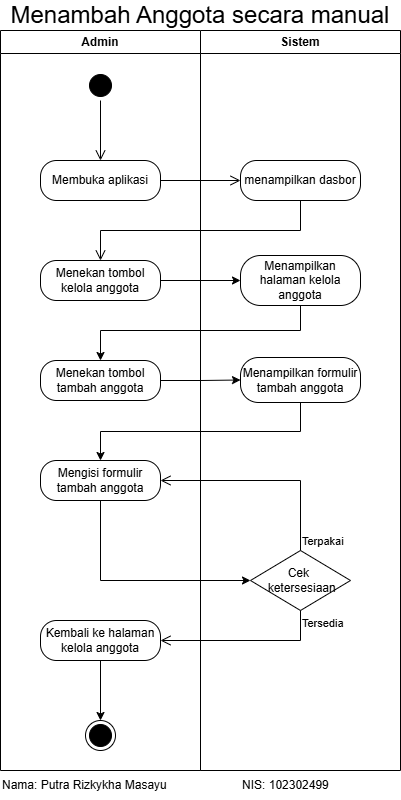 Menambah Anggota secara manual
Admin
Sistem
Membuka aplikasi
menampilkan dasbor
Menekan tombol
kelola anggota
Menampilkan
halaman kelola
anggota
Menekan tombol
tambah anggota
Menampilkan formulir
tambah anggota
Mengisi formulir
tambah anggota
Terpakai
Cek
ketersesiaan
Tersedia
Kembali ke halaman
kelola anggota
Nama: Putra Rizkykha Masayu
NIS: 102302499